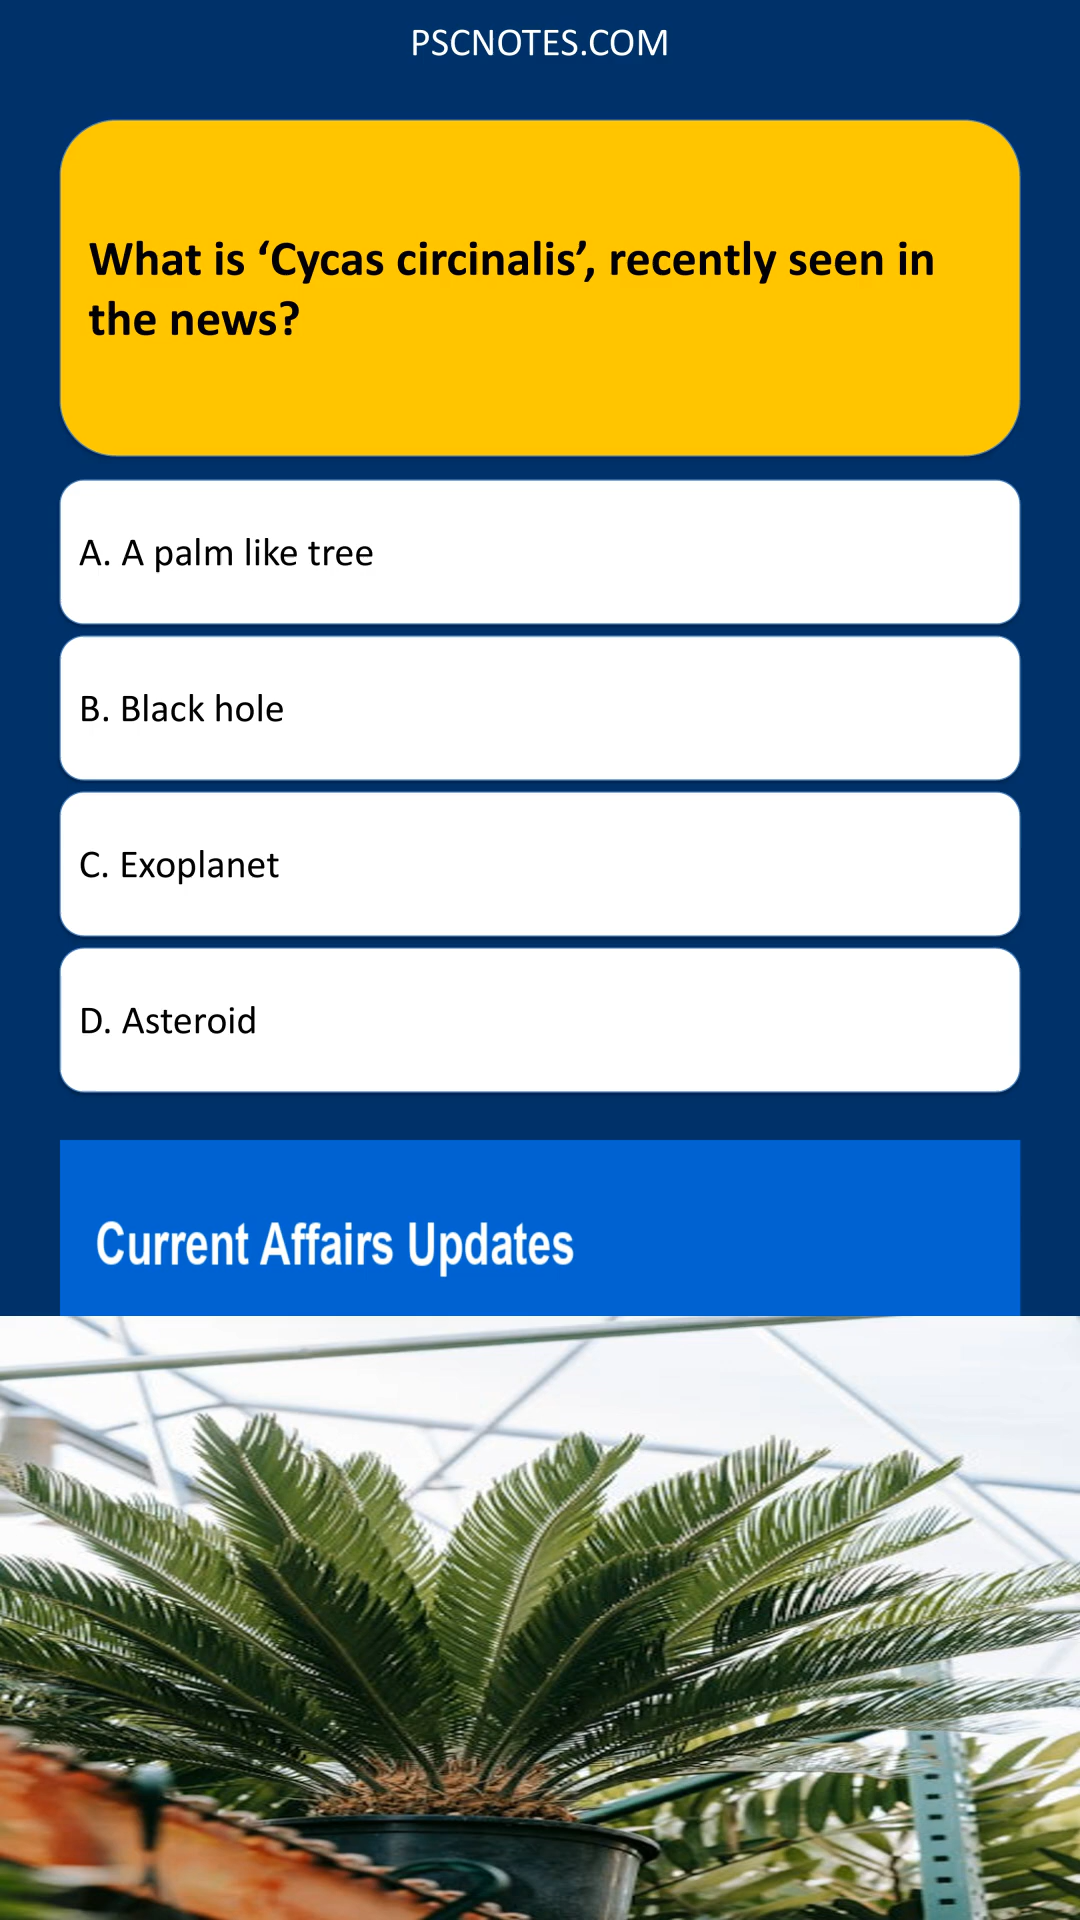 PSCNOTES.COM
What is ‘Cycas circinalis’, recently seen in
the news?
A. A palm like tree
B. Black hole
C. Exoplanet
D. Asteroid
Current Affairs Updates